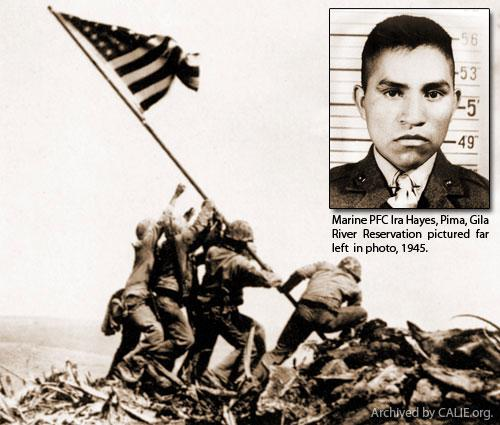 56
53
5'
49
Marine PFC Ira Hayes, Pima, Gila
River Reservation pictured far
left in photo, 1945.
Archived by CALIE.org.